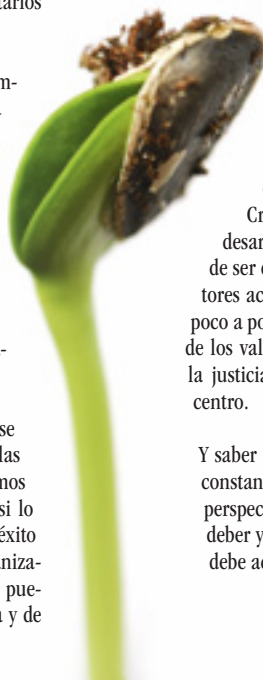 tarios
m-
se
las
mos
si lo
éxito
niza-
pue-
a y de
Cr
desar
de ser
tores ac
poco a po
de los val
la justicia
centro.
Y saber
constan
perspec
deber y
debe ac